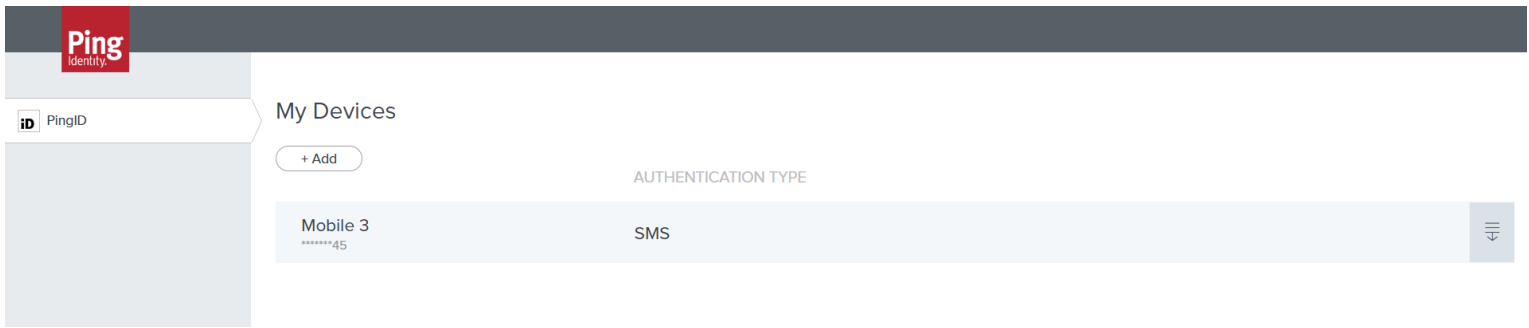 Ping
Identity.
iD PingID
My Devices
+ Add
AUTHENTICATION TYPE
Mobile 3
*******45
SMS